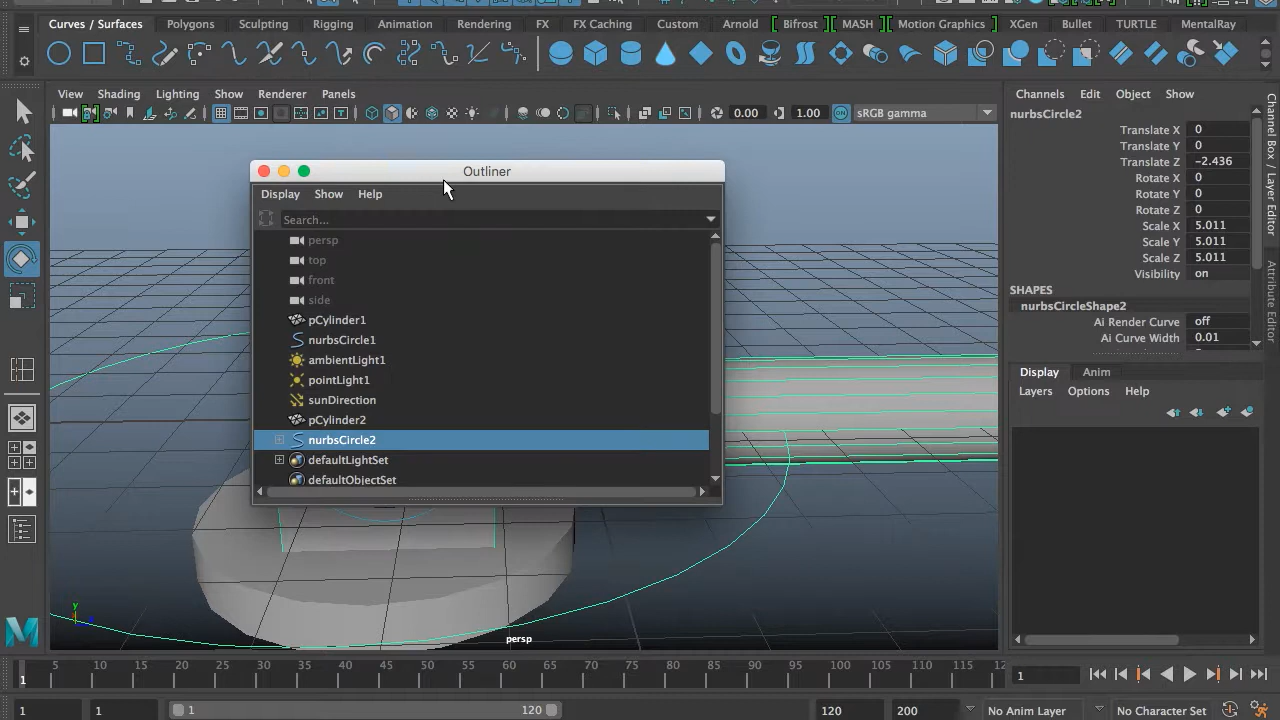 Curves / Surfaces Polygons Sculpting Rigging Animation Rendering FX FX Caching Custom Arnold Bifrost MASH Motion Graphics XGen Bullet TURTLE MentalRay
View Shading Lighting Show Renderer Panels
0.00 1.00 ON sRGB gamma
Channels Edit Object Show
nurbsCircle2
Translate X 0
Translate Y 0
Translate Z -2.436
Rotate X 0
Rotate Y 0
Rotate Z 0
Scale X 5.011
Scale Y 5.011
Scale Z 5.011
Visibility on
SHAPES
nurbsCircleShape2
Ai Render Curve off
Ai Curve Width 0.01
Channel Box / Layer Editor
Attribute Editor
Outliner
Display Show Help
Search...
persp
top
front
side
pCylinder1
nurbsCircle1
ambientLight1
pointLight1
sunDirection
pCylinder2
nurbsCircle2
defaultLightSet
defaultObjectSet
Display Anim
Layers Options Help
y
persp
5 10 15 20 25 30 35 40 45 50 55 60 65 70 75 80 85 90 95 100 105 110 115 12
1
1
1 1 1 120 120 200 No Anim Layer No Character Set